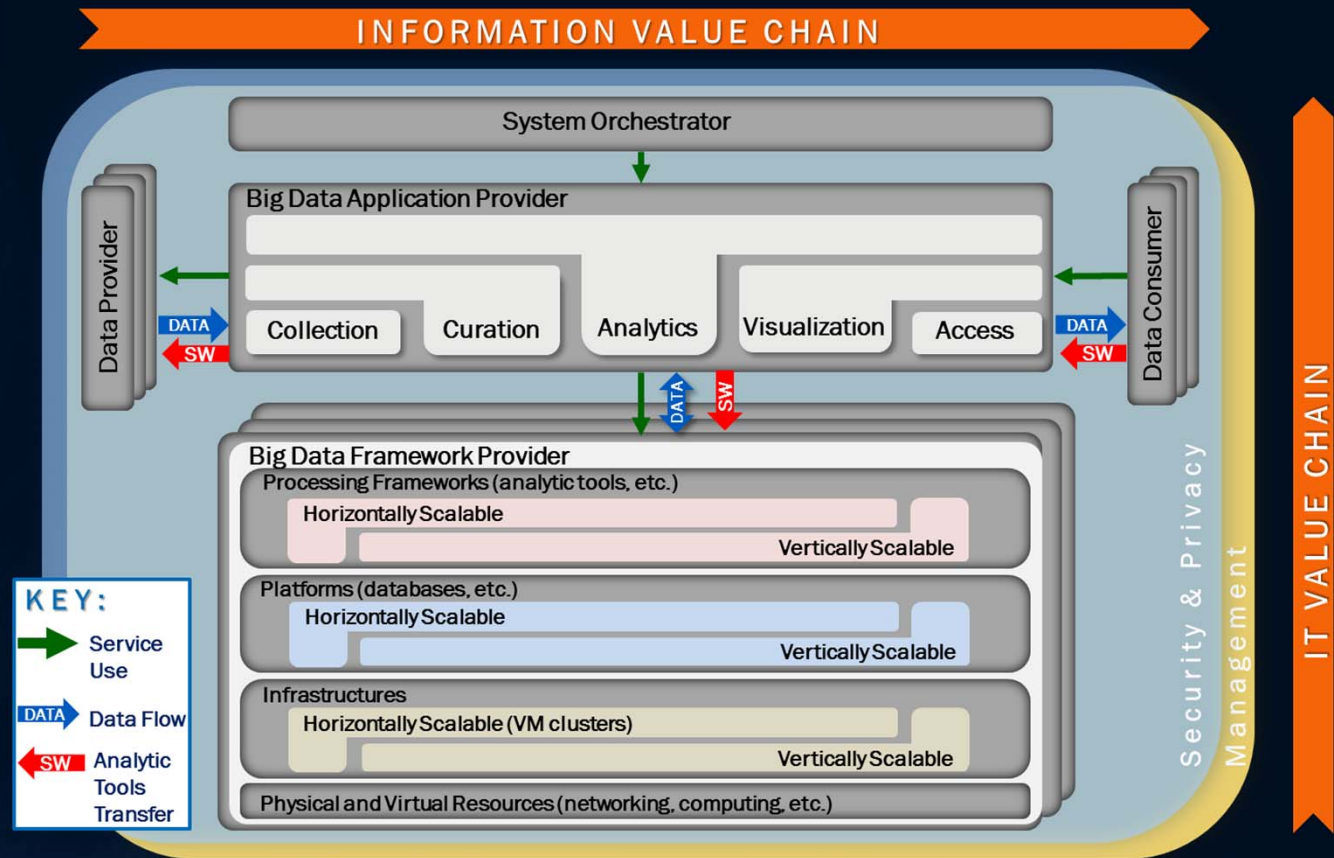 INFORMATION VALUE CHAIN
System Orchestrator
Big Data Application Provider
Collection
Curation
Analytics
Visualization
Access
Data Provider
DATA
SW
Data Consumer
DATA
SW
DATA
SW
Big Data Framework Provider
Processing Frameworks (analytic tools, etc.)
Horizontally Scalable
Vertically Scalable
Platforms (databases, etc.)
Horizontally Scalable
Vertically Scalable
Infrastructures
Horizontally Scalable (VM clusters)
Vertically Scalable
Physical and Virtual Resources (networking, computing, etc.)
Security & Privacy
Management
IT VALUE CHAIN
KEY:
Service
Use
DATA
Data Flow
SW
Analytic
Tools
Transfer